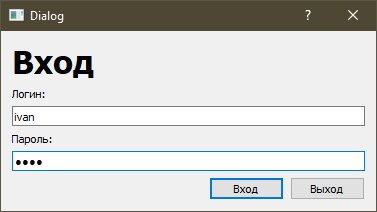 Dialog ?
Вход
Логин:
ivan
Пароль:
••••
Вход Выход